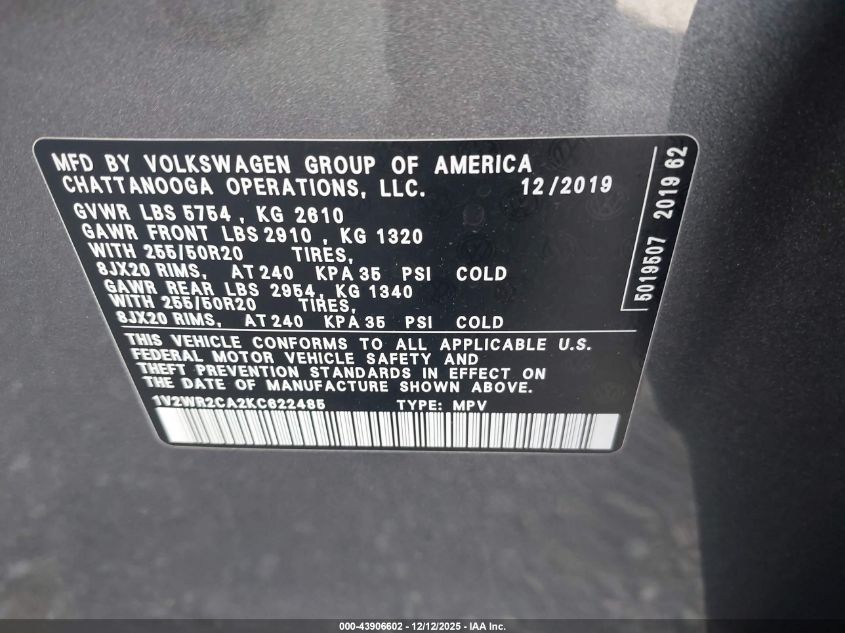 MFD BY VOLKSWAGEN GROUP OF AMERICA
CHATTANOOGA OPERATIONS, LLC. 12/2019
GVWR LBS 5754 , KG 2610
GAWR FRONT LBS 2910 , KG 1320
WITH 255/50R20 TIRES,
8JX20 RIMS, AT 240 KPA 35 PSI COLD
GAWR REAR LBS 2954, KG 1340
WITH 255/50R20 TIRES,
8JX20 RIMS, AT 240 KPA 35 PSI COLD
THIS VEHICLE CONFORMS TO ALL APPLICABLE U.S.
FEDERAL MOTOR VEHICLE SAFETY AND
THEFT PREVENTION STANDARDS IN EFFECT ON
THE DATE OF MANUFACTURE SHOWN ABOVE.
1V2WR2CA2KC622485 TYPE: MPV
5019507 2019 62
000-43906602 - 12/12/2025 - IAA Inc.